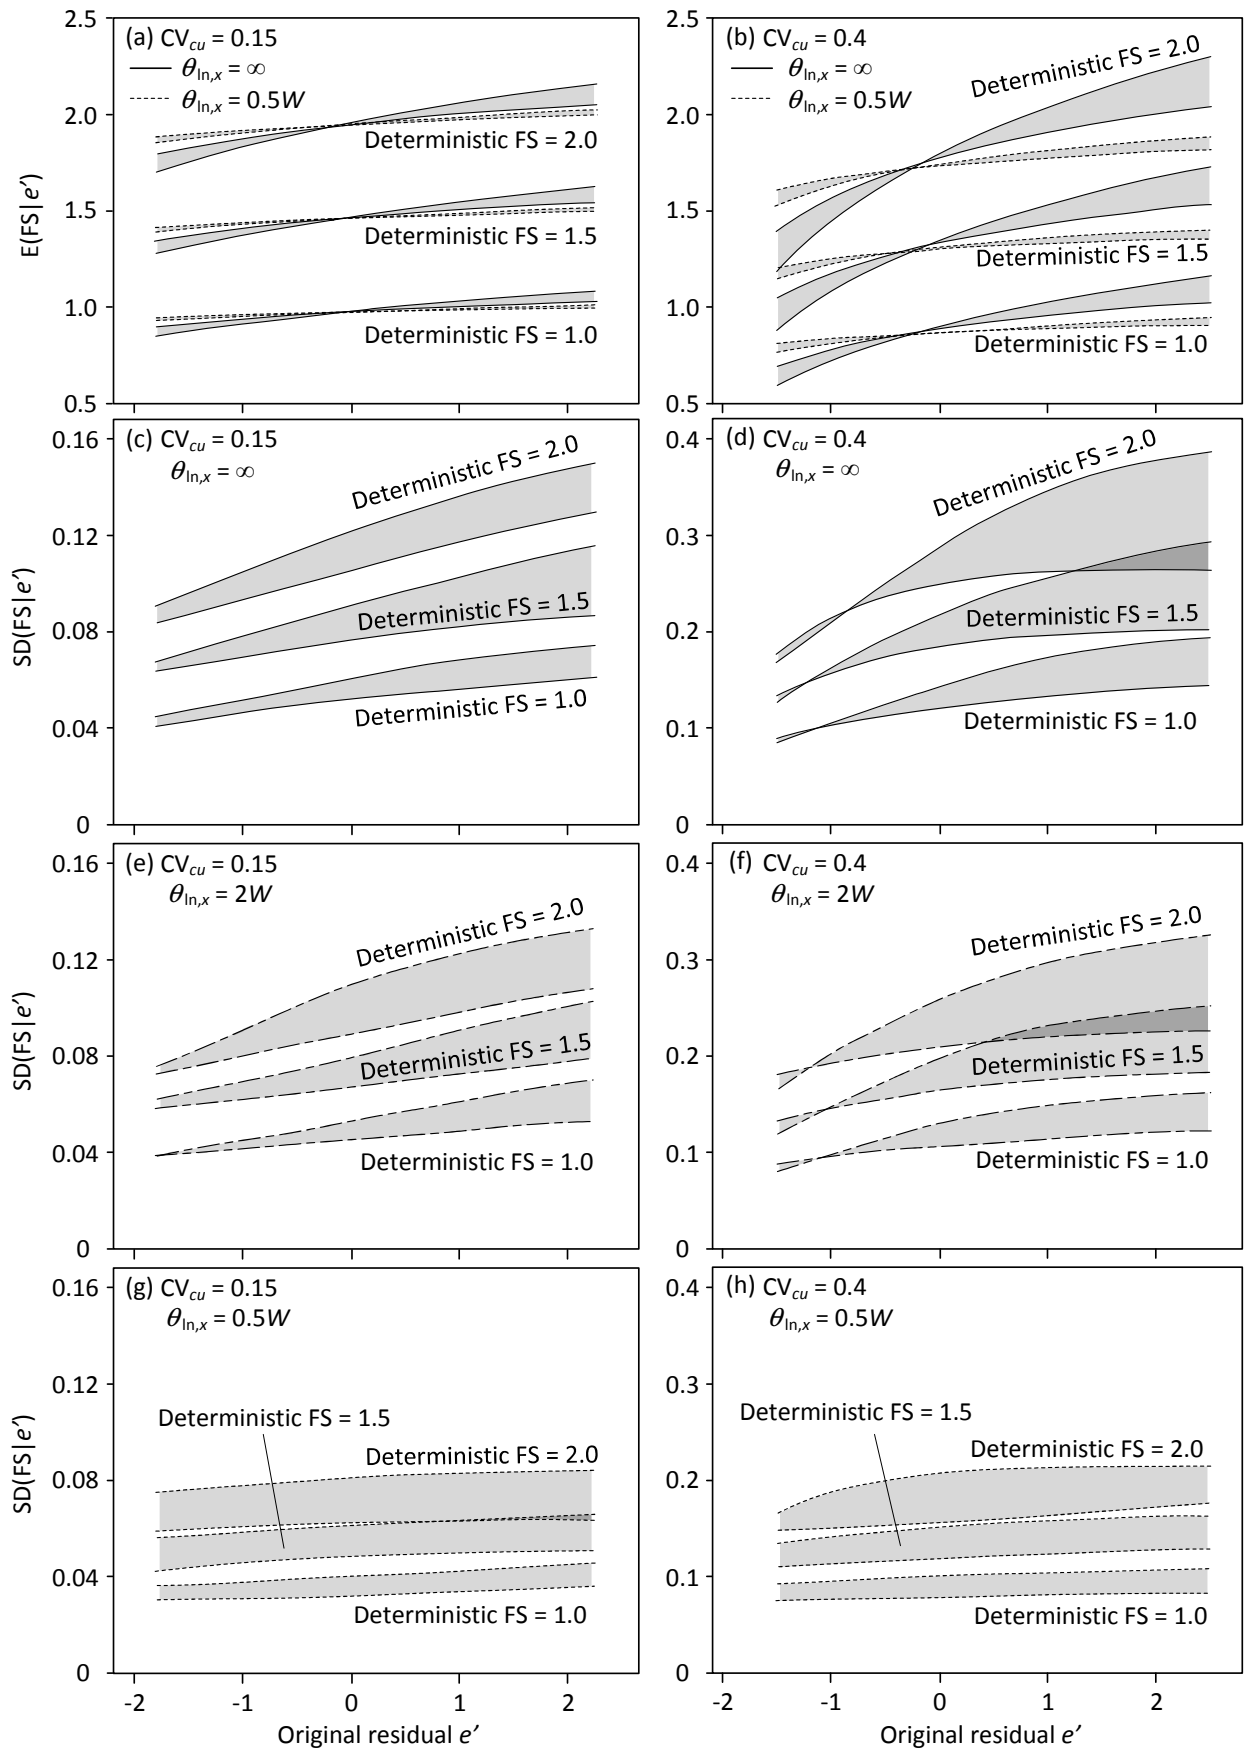 (a) CVcu = 0.15
θln,x = ∞
θln,x = 0.5W
Deterministic FS = 2.0
Deterministic FS = 1.5
Deterministic FS = 1.0
2.5
2.0
1.5
1.0
0.5
E(FS|e′)
(b) CVcu = 0.4
θln,x = ∞
θln,x = 0.5W
Deterministic FS = 2.0
Deterministic FS = 1.5
Deterministic FS = 1.0
2.5
2.0
1.5
1.0
0.5
(c) CVcu = 0.15
θln,x = ∞
Deterministic FS = 2.0
Deterministic FS = 1.5
Deterministic FS = 1.0
0.16
0.12
0.08
0.04
0
SD(FS|e′)
(d) CVcu = 0.4
θln,x = ∞
Deterministic FS = 2.0
Deterministic FS = 1.5
Deterministic FS = 1.0
0.4
0.3
0.2
0.1
0
(e) CVcu = 0.15
θln,x = 2W
Deterministic FS = 2.0
Deterministic FS = 1.5
Deterministic FS = 1.0
0.16
0.12
0.08
0.04
0
SD(FS|e′)
(f) CVcu = 0.4
θln,x = 2W
Deterministic FS = 2.0
Deterministic FS = 1.5
Deterministic FS = 1.0
0.4
0.3
0.2
0.1
0
(g) CVcu = 0.15
θln,x = 0.5W
Deterministic FS = 1.5
Deterministic FS = 2.0
Deterministic FS = 1.0
0.16
0.12
0.08
0.04
0
SD(FS|e′)
-2 -1 0 1 2
Original residual e′
(h) CVcu = 0.4
θln,x = 0.5W
Deterministic FS = 1.5
Deterministic FS = 2.0
Deterministic FS = 1.0
0.4
0.3
0.2
0.1
0
-2 -1 0 1 2
Original residual e′